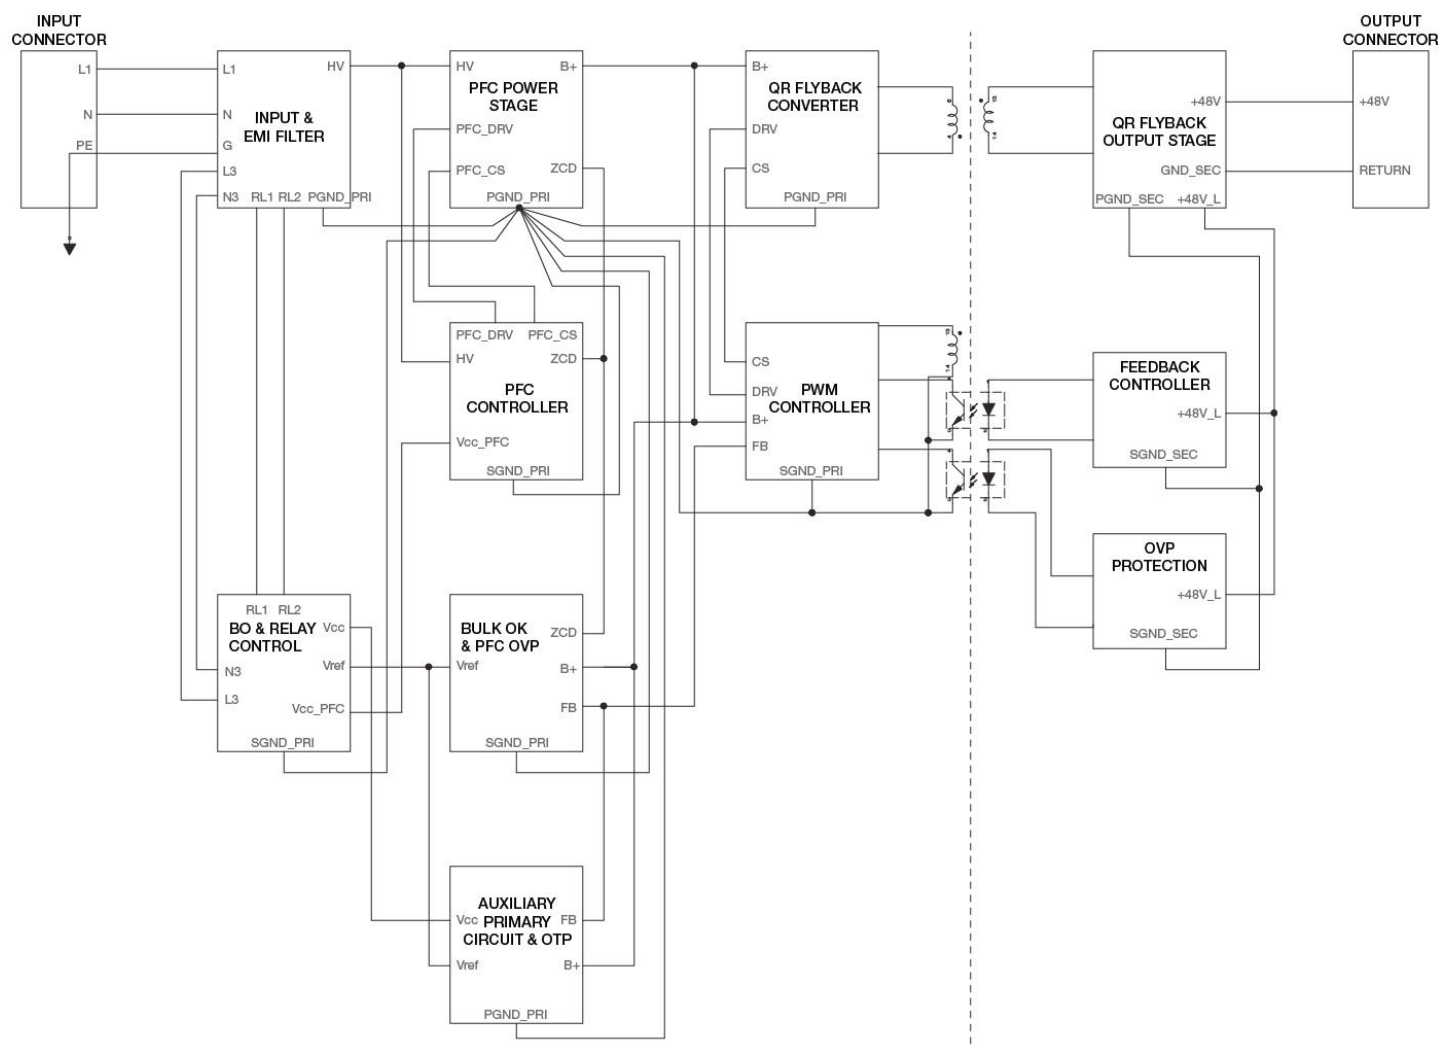 INPUT
CONNECTOR
L1
N
PE
L1
HV
INPUT &
EMI FILTER
N
G
L3
N3 RL1 RL2 PGND_PRI
HV
B+
PFC POWER
STAGE
PFC_DRV
PFC_CS
ZCD
PGND_PRI
B+
QR FLYBACK
CONVERTER
DRV
CS
PGND_PRI
+48V
QR FLYBACK
OUTPUT STAGE
GND_SEC
PGND_SEC +48V_L
OUTPUT
CONNECTOR
+48V
RETURN
PFC_DRV PFC_CS
HV
ZCD
PFC
CONTROLLER
Vcc_PFC
SGND_PRI
CS
PWM
CONTROLLER
DRV
B+
FB
SGND_PRI
FEEDBACK
CONTROLLER
+48V_L
SGND_SEC
OVP
PROTECTION
+48V_L
SGND_SEC
RL1 RL2
BO & RELAY
CONTROL
Vcc
Vref
N3
L3
Vcc_PFC
SGND_PRI
BULK OK
& PFC OVP
ZCD
Vref
B+
FB
SGND_PRI
AUXILIARY
PRIMARY
CIRCUIT & OTP
Vcc
FB
Vref
B+
PGND_PRI